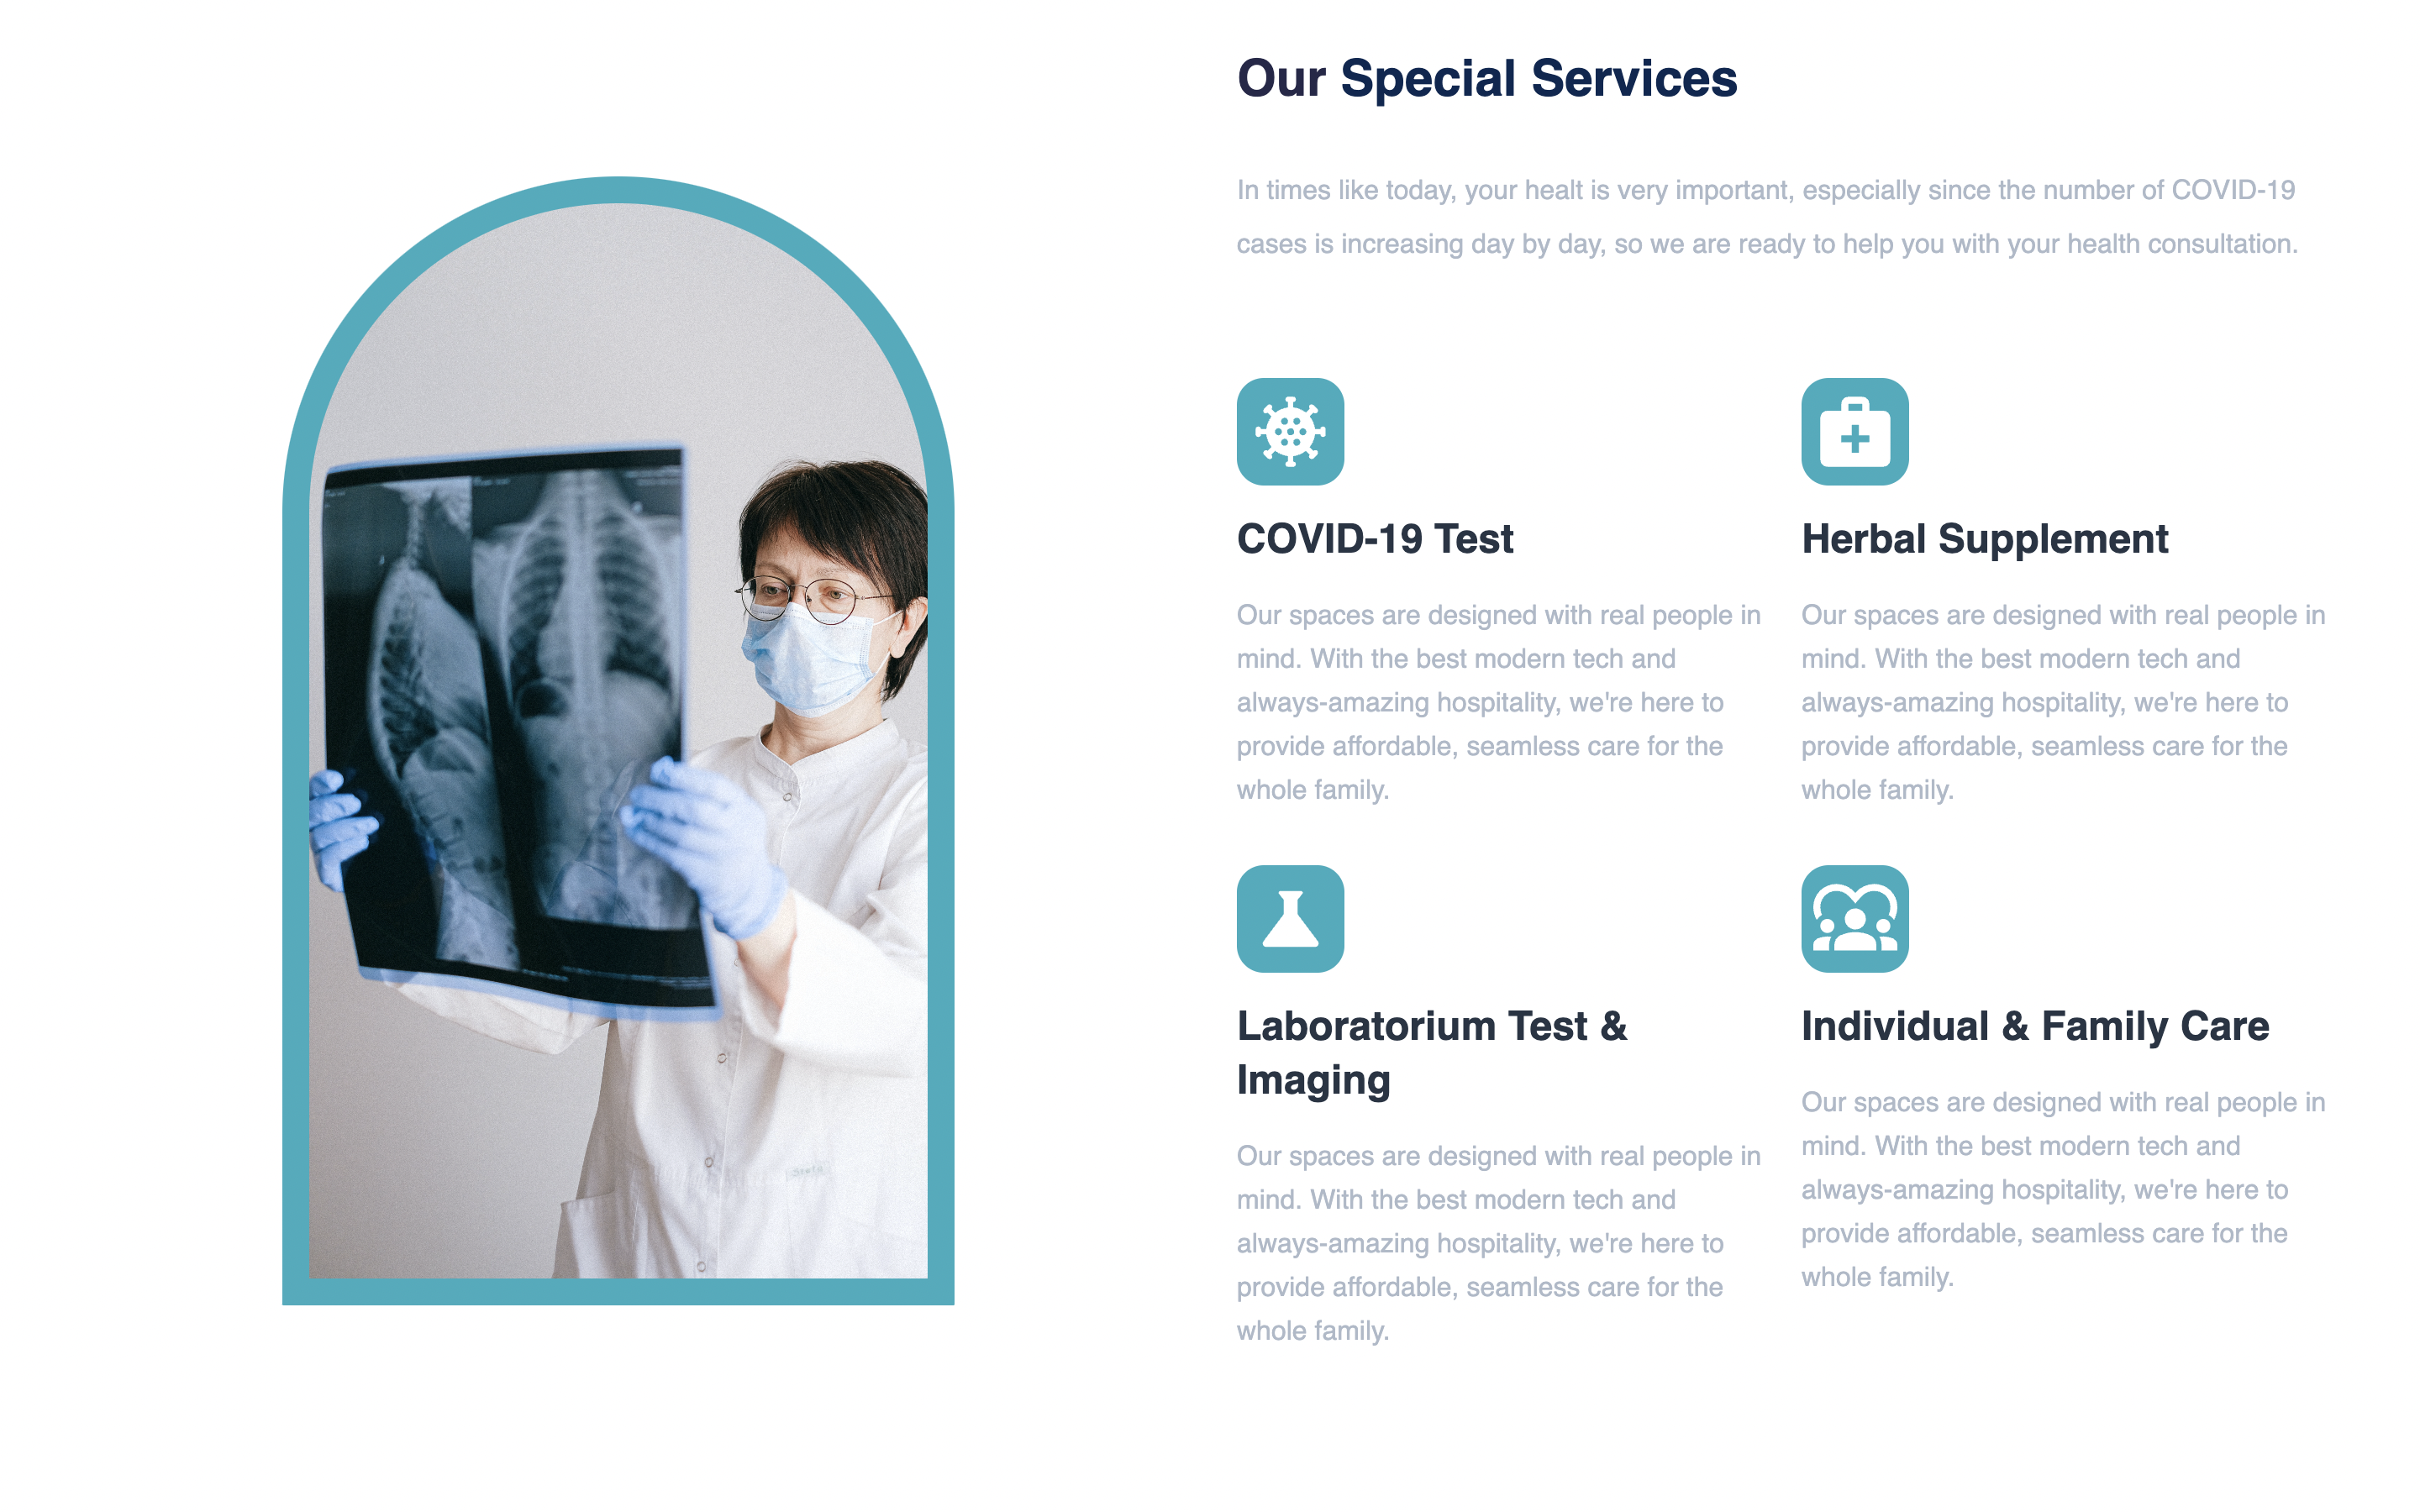 Our Special Services
In times like today, your healt is very important, especially since the number of COVID-19
cases is increasing day by day, so we are ready to help you with your health consultation.
COVID-19 Test
Our spaces are designed with real people in
mind. With the best modern tech and
always-amazing hospitality, we're here to
provide affordable, seamless care for the
whole family.
Herbal Supplement
Our spaces are designed with real people in
mind. With the best modern tech and
always-amazing hospitality, we're here to
provide affordable, seamless care for the
whole family.
Laboratorium Test &
Imaging
Our spaces are designed with real people in
mind. With the best modern tech and
always-amazing hospitality, we're here to
provide affordable, seamless care for the
whole family.
Individual & Family Care
Our spaces are designed with real people in
mind. With the best modern tech and
always-amazing hospitality, we're here to
provide affordable, seamless care for the
whole family.